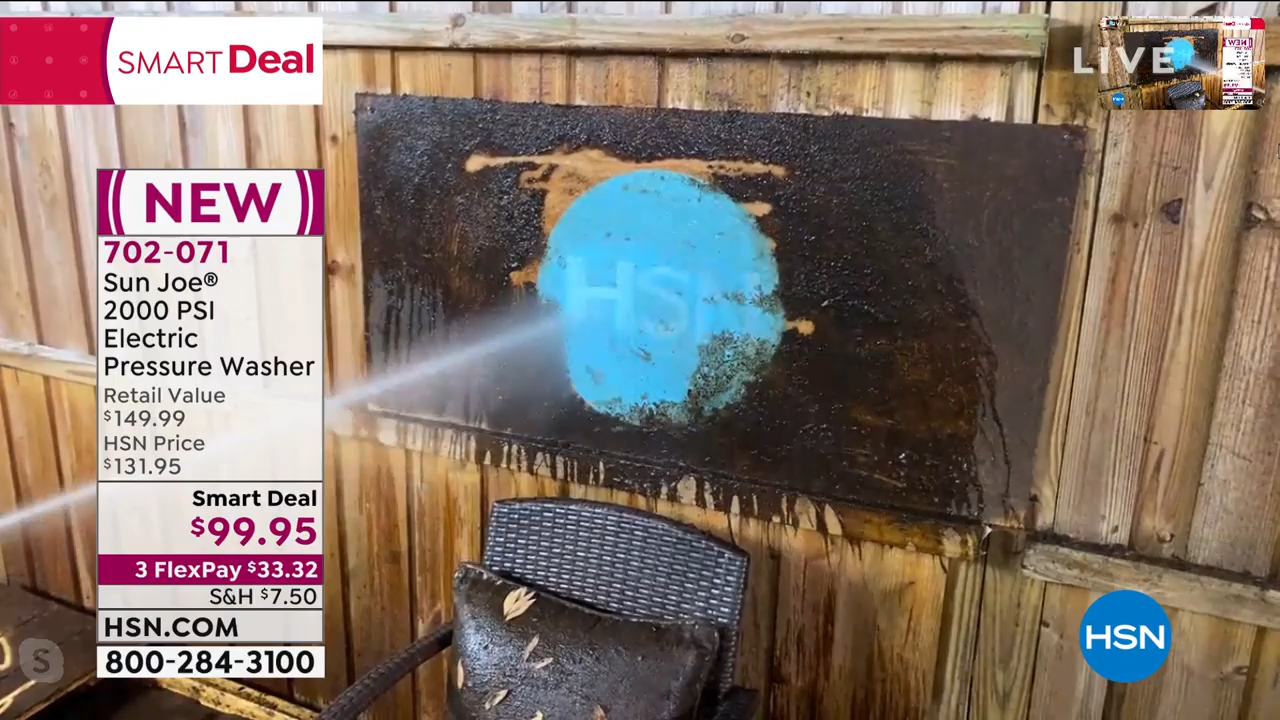 SMART Deal
LIVE
NEW
702-071
Sun Joe®
2000 PSI
Electric
Pressure Washer
Retail Value
$149.99
HSN Price
$131.95
Smart Deal
$99.95
3 FlexPay $33.32
S&H $7.50
HSN.COM
800-284-3100
HSN
HSN
S